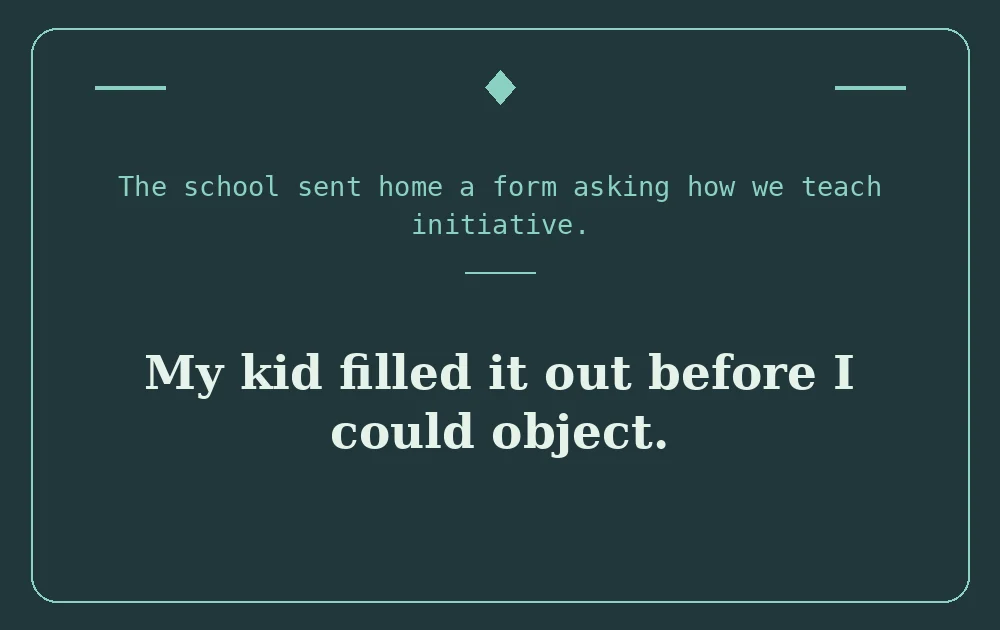 The school sent home a form asking how we teach
initiative.
My kid filled it out before I
could object.